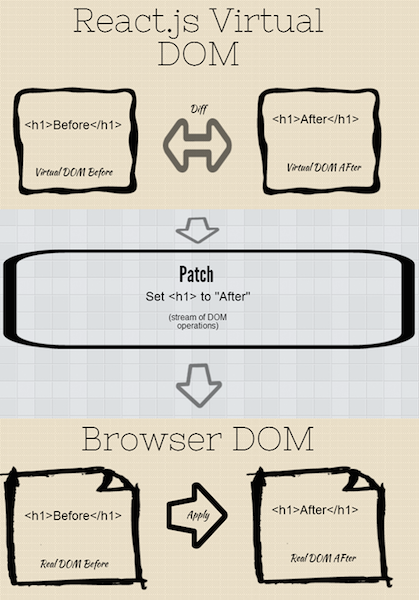 React.js Virtual
DOM
Diff
<h1>Before</h1>
<h1>After</h1>
Virtual DOM Before
Virtual DOM AFter
Patch
Set <h1> to "After"
(stream of DOM
operations)
Browser DOM
<h1>Before</h1>
<h1>After</h1>
Apply
Real DOM Before
Real DOM AFter